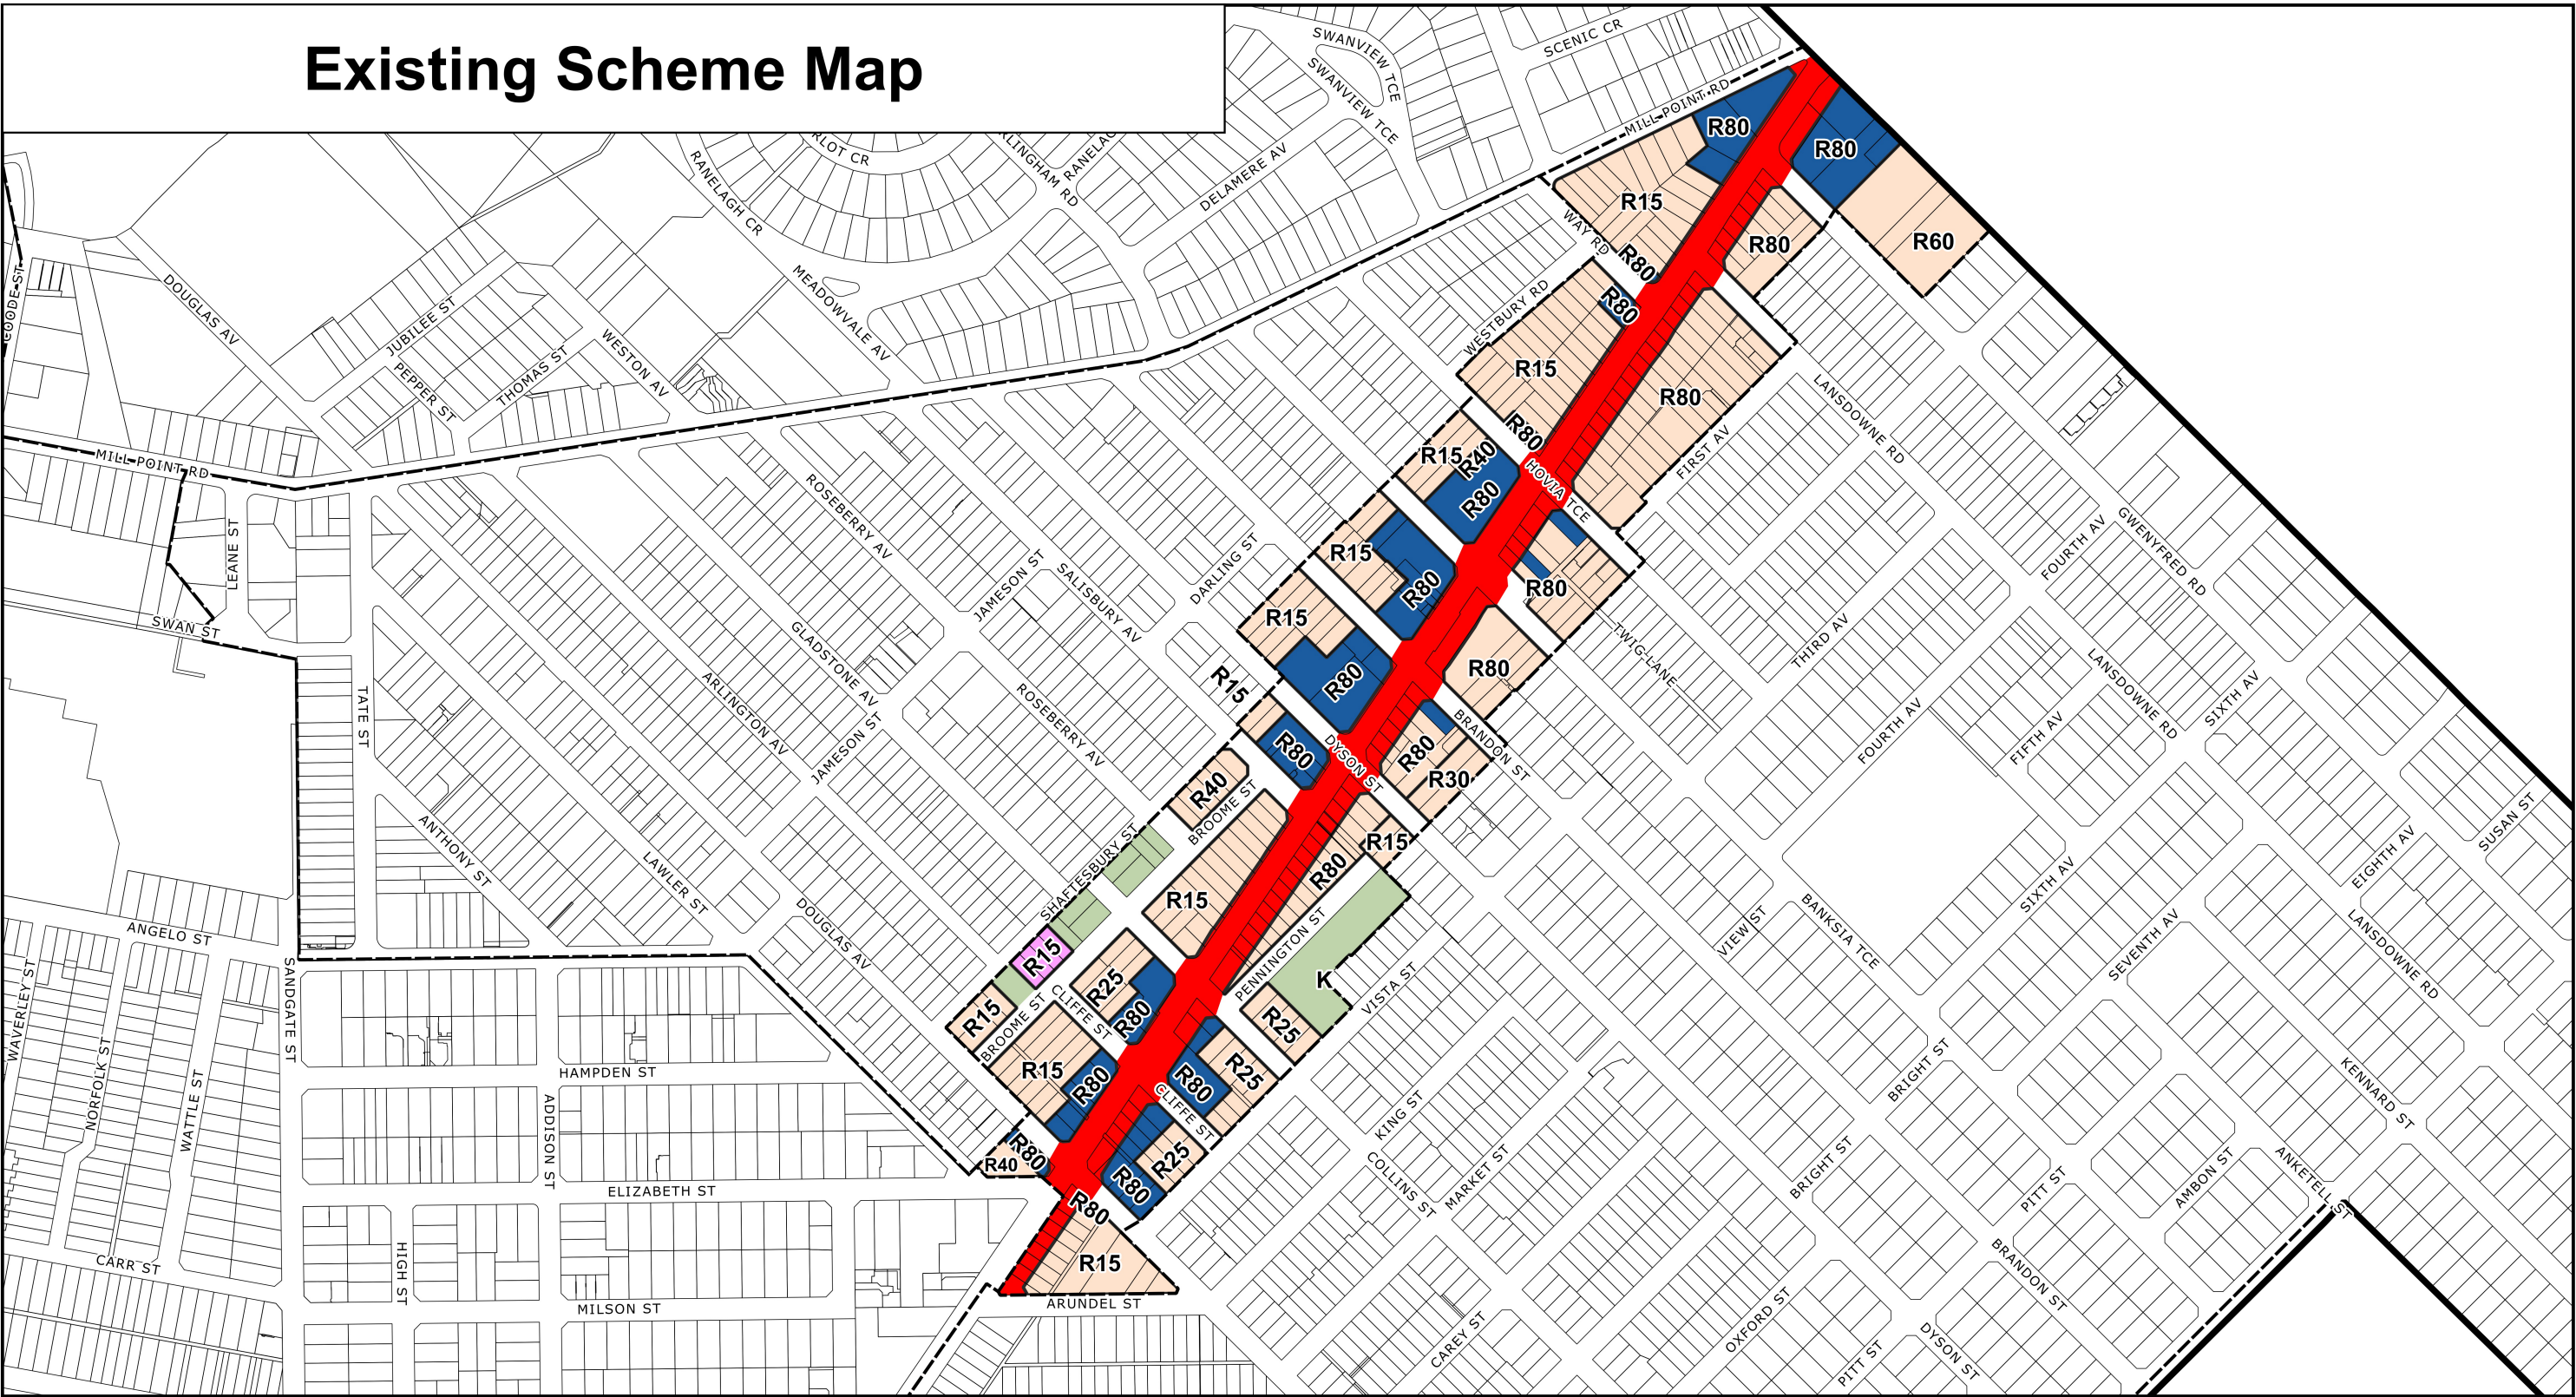 Existing Scheme Map
SWANVIEW TCE
SCENIC CR
SWANVIEW TCE
MILL POINT RD
R80
R80
RLOT CR
RLINGHAM RD
RANELAG
DELAMERE AV
RANELAGH CR
R15
WAY RD
R80
R60
R80
COODE ST
DOUGLAS AV
JUBILEE ST
MEADOWVALE AV
WESTBURY RD
R80
WESTON AV
THOMAS ST
PEPPER ST
R15
R80
LANSDOWNE RD
R80
FIRST AV
MILL POINT RD
R15
R40
R80
HOVIA TCE
ROSEBERRY AV
LEANE ST
JAMESON ST
SALISBURY AV
DARLING ST
R15
R80
R80
FOURTH AV
GWENYFRED RD
SWAN ST
R15
GLADSTONE AV
TWIG LANE
THIRD AV
R80
R80
R15
TATE ST
ARLINGTON AV
JAMESON ST
ROSEBERRY AV
LANSDOWNE RD
SIXTH AV
R80
DYSON ST
R80
R30
BRANDON ST
FOURTH AV
FIFTH AV
R40
BROOME ST
ANTHONY ST
LAWLER ST
SHAFTESBURY ST
R15
R80
SUSAN ST
EIGHTH AV
R15
SIXTH AV
ANGELO ST
DOUGLAS AV
PENNINGTON ST
VIEW ST
BANKSIA TCE
SEVENTH AV
LANSDOWNE RD
R15
R25
K
VISTA ST
WAVERLEY ST
SANDGATE ST
R15
BROOME ST
CLIFFE ST
R80
R25
NORFOLK ST
WATTLE ST
HAMPDEN ST
R15
R80
R80
R25
KING ST
BRIGHT ST
KENNARD ST
ADDISON ST
R80
R40
CLIFFE ST
R25
R80
COLLINS ST
MARKET ST
BRIGHT ST
PITT ST
AMBON ST
ANKETELL ST
ELIZABETH ST
R80
CARR ST
HIGH ST
R15
BRANDON ST
MILSON ST
ARUNDEL ST
CAREY ST
OXFORD ST
PITT ST
DYSON ST